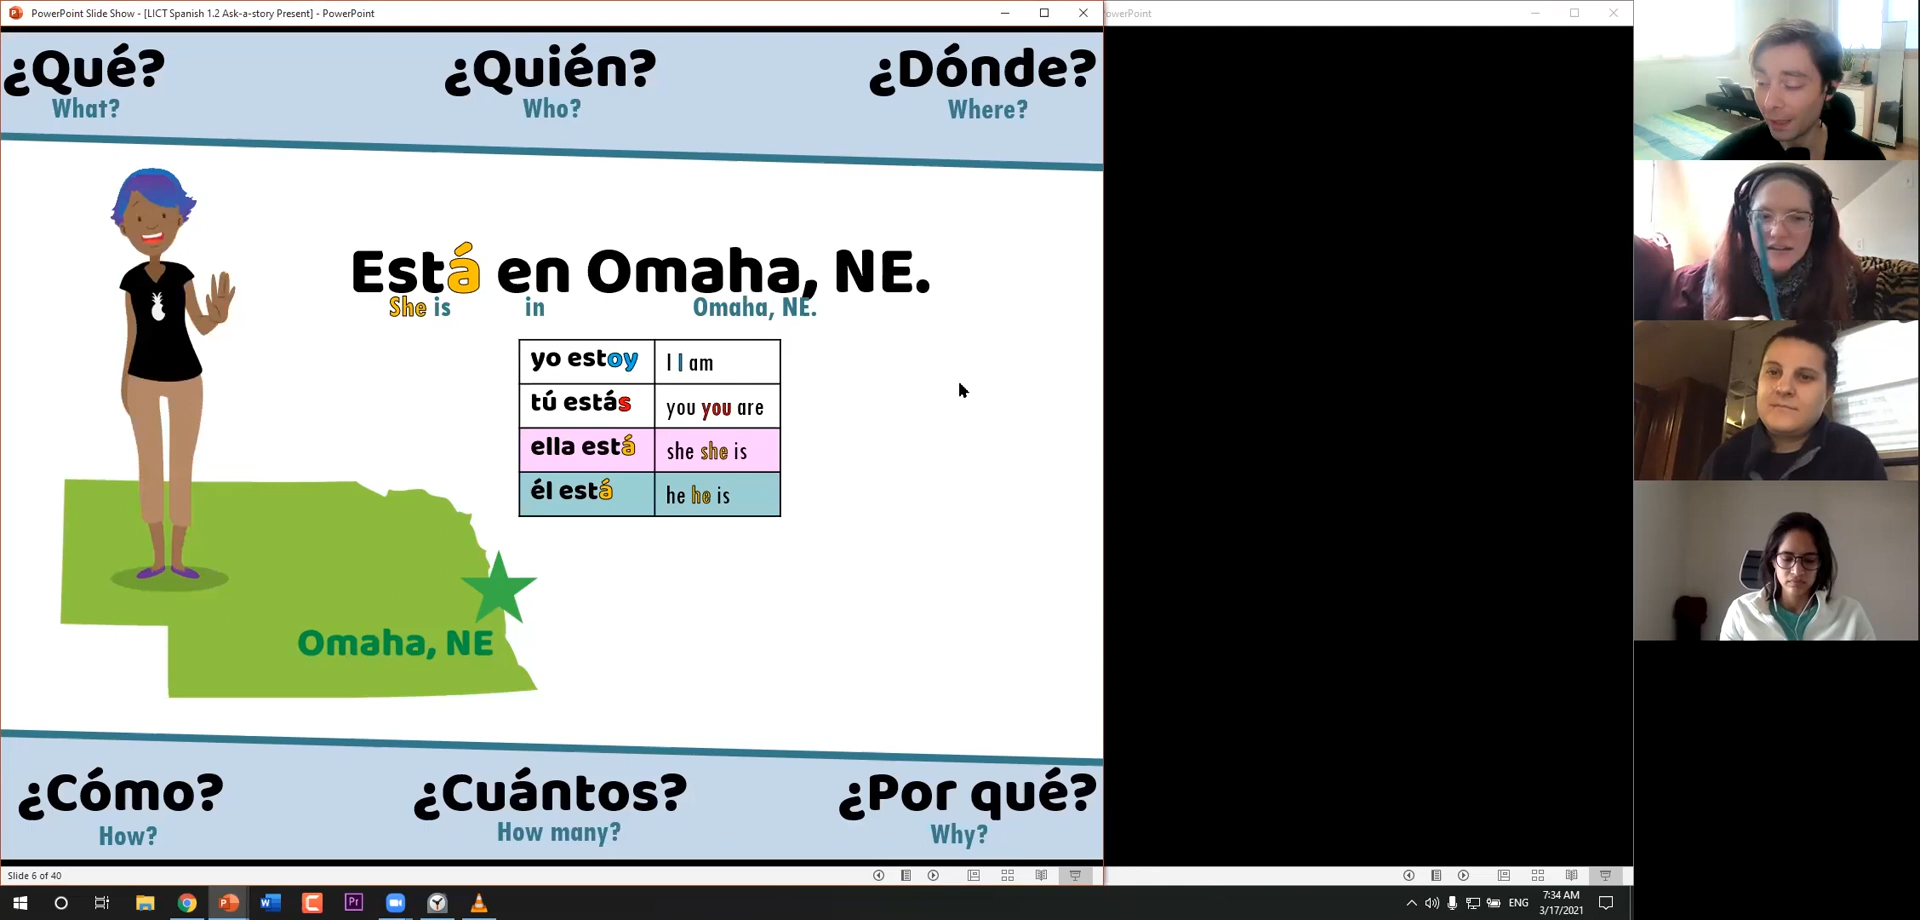 PowerPoint Slide Show - [LICT Spanish 1.2 Ask-a-story Present] - PowerPoint
PowerPoint
¿Qué? ¿Quién? ¿Dónde?
What? Who? Where?
Está en Omaha, NE.
She is in Omaha, NE.
yo estoy I I am
tú estás you you are
ella está she she is
él está he he is
Omaha, NE
¿Cómo? ¿Cuántos? ¿Por qué?
How? How many? Why?
Slide 6 of 40
W Pr ENG 7:34 AM
3/17/2021